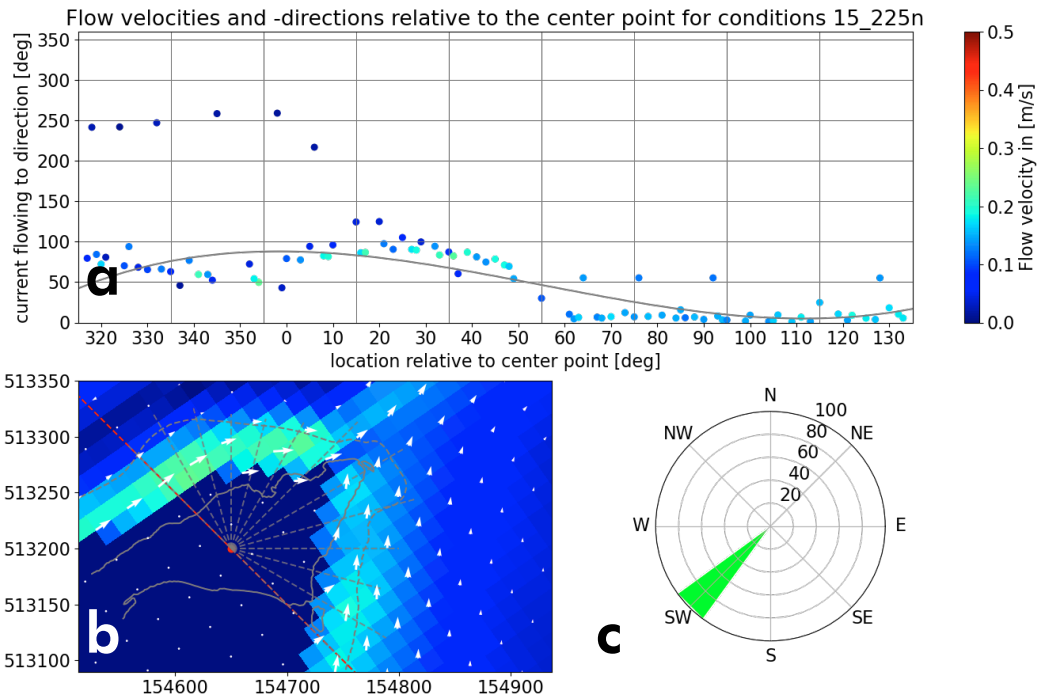 Flow velocities and -directions relative to the center point for conditions 15_225n
current flowing to direction [deg]
350
300
250
200
150
100
50
0
a
320 330 340 350 0 10 20 30 40 50 60 70 80 90 100 110 120 130
location relative to center point [deg]
0.5
0.4
0.3
0.2
0.1
0.0
Flow velocity in [m/s]
513350
513300
513250
513200
513150
513100
b
154600 154700 154800 154900
c
N
NE
E
SE
S
SW
W
NW
100
80
60
40
20